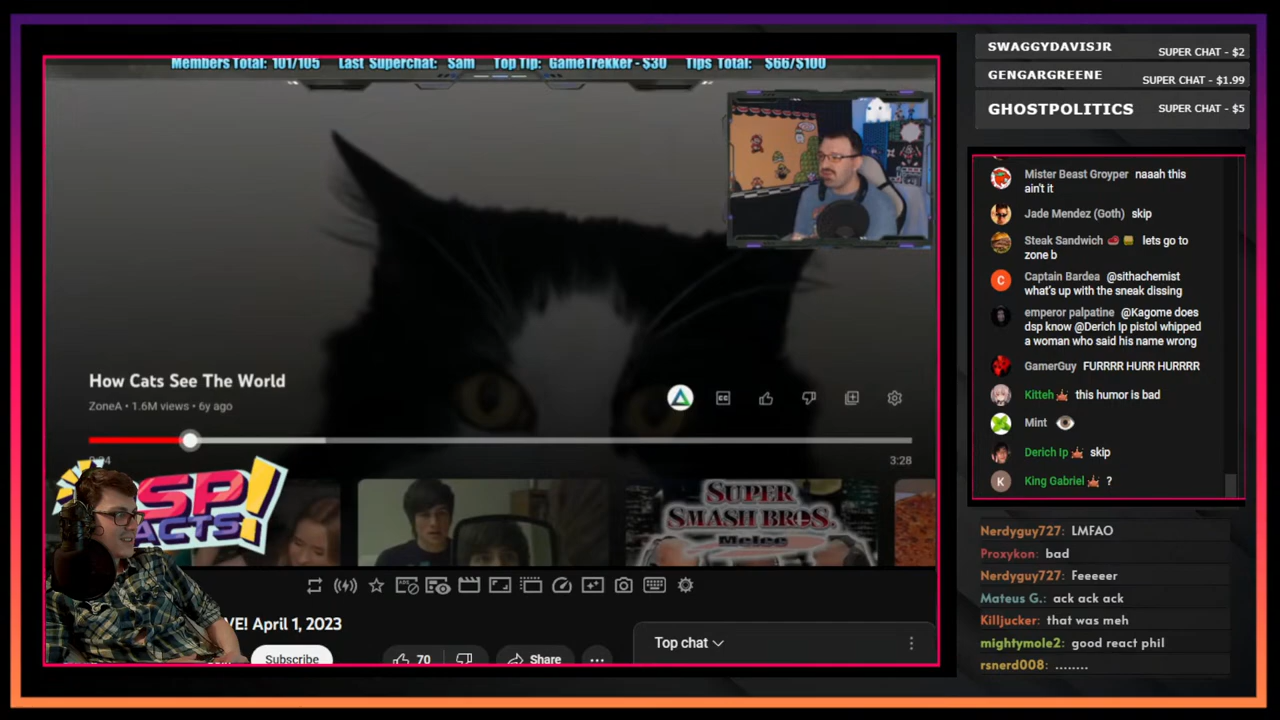 Members Total: 101/105 Last Superchat: Sam Top Tip: GameTrekker - $30 Tips Total: $66/$100
How Cats See The World
ZoneA • 1.6M views • 6y ago
CC
3:28
SP!
ACTS!
SUPER
SMASH BROS.
Melee
VE! April 1, 2023
Subscribe
70
Share
Top chat
SWAGGYDAVISJR SUPER CHAT - $2
GENGARGREENE SUPER CHAT - $1.99
GHOSTPOLITICS SUPER CHAT - $5
Mister Beast Groyper naaah this
ain't it
Jade Mendez (Goth) skip
Steak Sandwich lets go to
zone b
C
Captain Bardea @sithachemist
what's up with the sneak dissing
emperor palpatine @Kagome does
dsp know @Derich Ip pistol whipped
a woman who said his name wrong
GamerGuy FURRRR HURR HURRRR
Kitteh this humor is bad
Mint
Derich Ip skip
K
King Gabriel ?
Nerdyguy727: LMFAO
Proxykon: bad
Nerdyguy727: Feeeeer
Mateus G.: ack ack ack
Killjucker: that was meh
mightymole2: good react phil
rsnerd008: ........